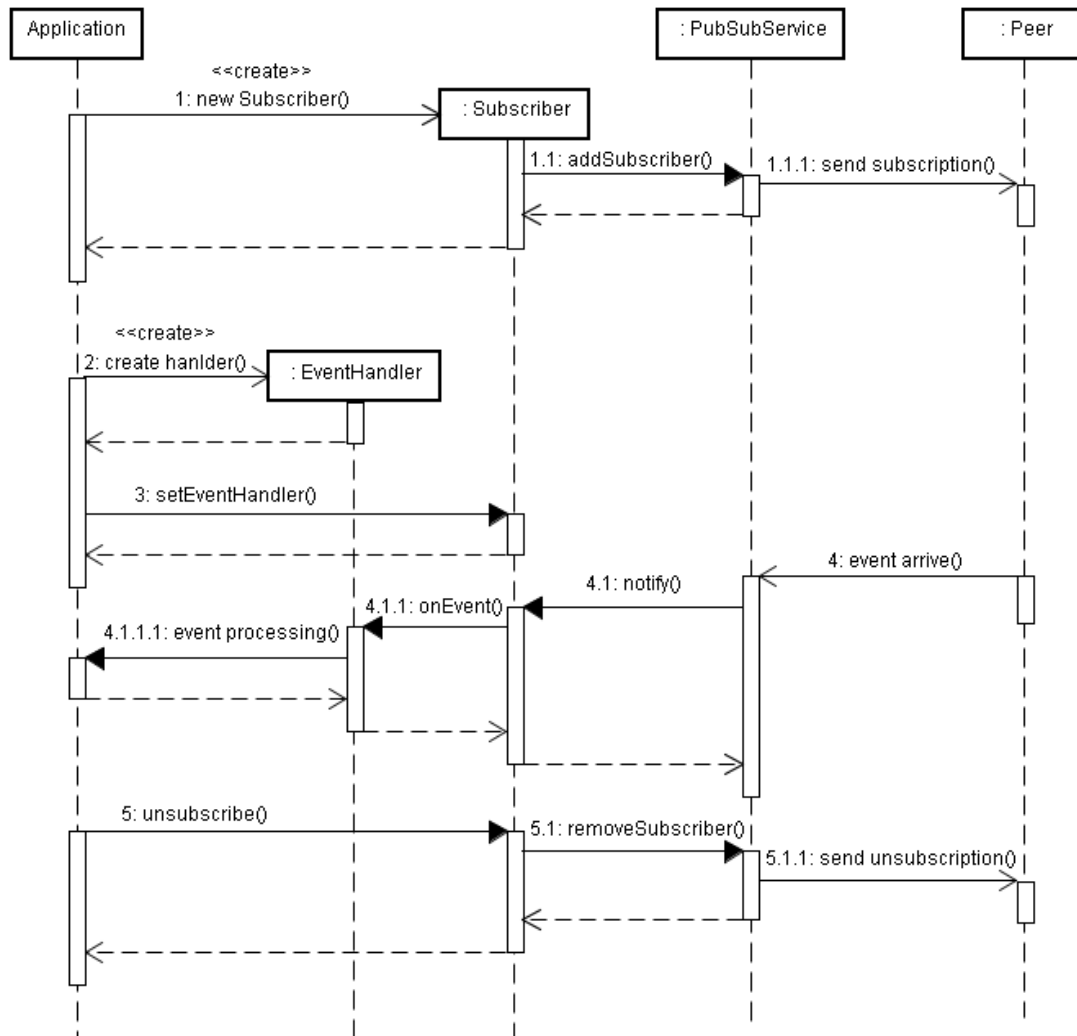 Application
: PubSubService
: Peer
<<create>>
1: new Subscriber()
: Subscriber
1.1: addSubscriber()
1.1.1: send subscription()
<<create>>
2: create hanlder()
: EventHandler
3: setEventHandler()
4: event arrive()
4.1: notify()
4.1.1: onEvent()
4.1.1.1: event processing()
5: unsubscribe()
5.1: removeSubscriber()
5.1.1: send unsubscription()